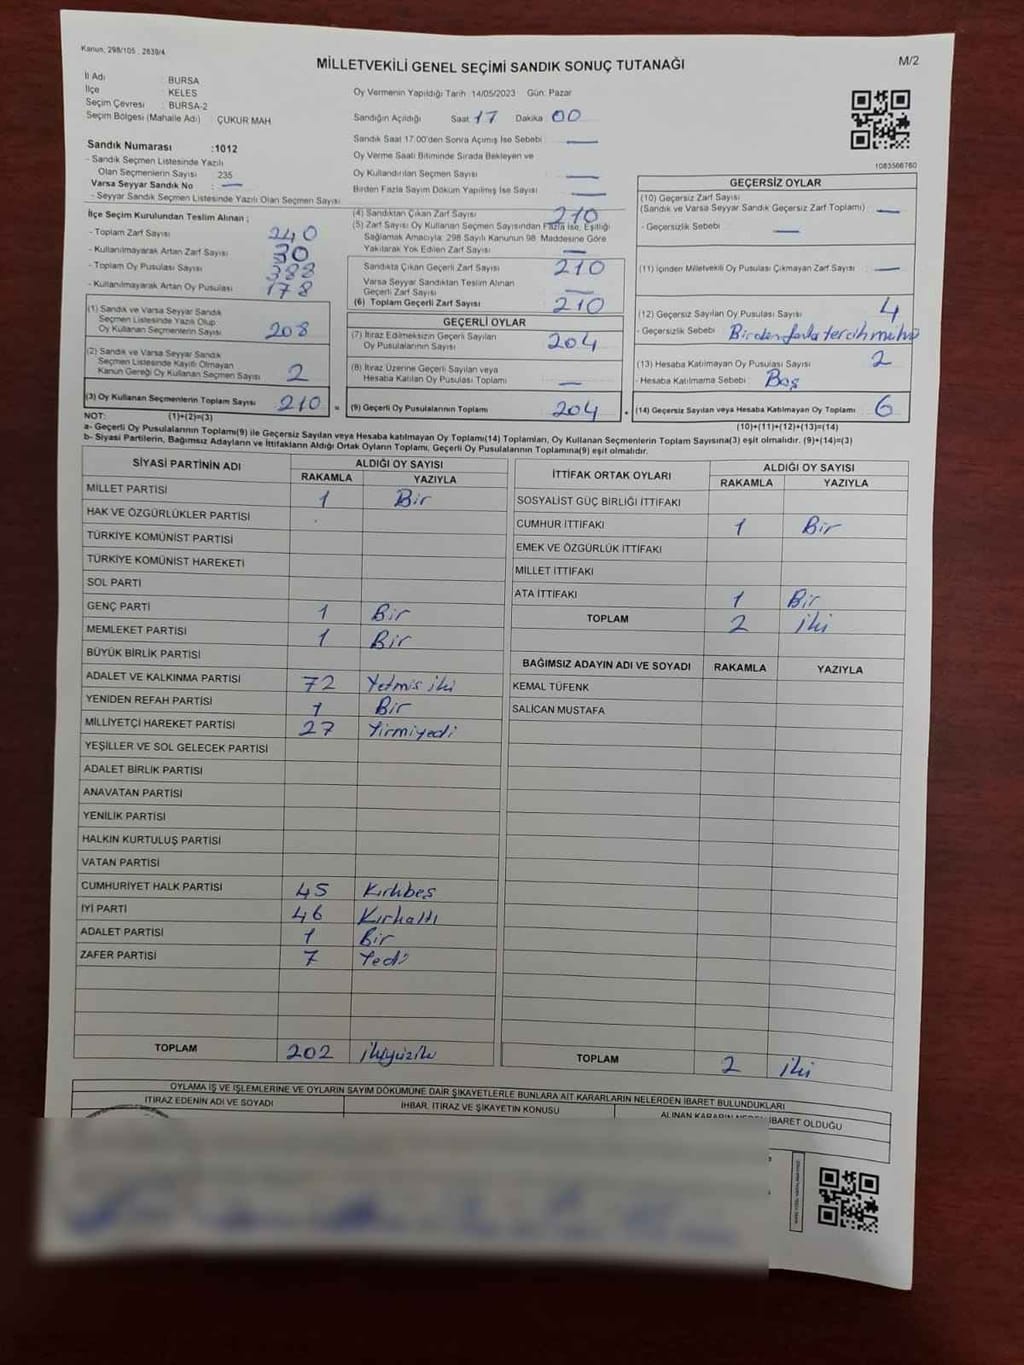 Kanun, 298/105 , 2839/4
MİLLETVEKİLİ GENEL SEÇİMİ SANDIK SONUÇ TUTANAĞI
M/2
İl Adı : BURSA
İlçe : KELES
Seçim Çevresi : BURSA-2
Seçim Bölgesi (Mahalle Adı) : ÇUKUR MAH.
Sandık Numarası :1012
- Sandık Seçmen Listesinde Yazılı
Olan Seçmenlerin Sayısı 235
Varsa Seyyar Sandık No : —
- Seyyar Sandık Seçmen Listesinde Yazılı Olan Seçmen Sayısı
Oy Vermenin Yapıldığı Tarih :14/05/2023 Gün: Pazar
Sandığın Açıldığı Saat 17 Dakika 00
Sandık Saat 17:00'den Sonra Açımış İse Sebebi : —
Oy Verme Saati Bitiminde Sırada Bekleyen ve
Oy Kullandırılan Seçmen Sayısı : —
Birden Fazla Sayım Döküm Yapılmış İse Sayısı : —
1083566760
İlçe Seçim Kurulundan Teslim Alınan ;
- Toplam Zarf Sayısı 240
- Kullanılmayarak Artan Zarf Sayısı 30
- Toplam Oy Pusulası Sayısı 388
- Kullanılmayarak Artan Oy Pusulası 178
(1) Sandık ve Varsa Seyyar Sandık
Seçmen Listesinde Yazılı Olup
Oy Kullanan Seçmenlerin Sayısı 208
(2) Sandık ve Varsa Seyyar Sandık
Seçmen Listesinde Kayıtlı Olmayan
Kanun Gereği Oy Kullanan Seçmen Sayısı 2
(3) Oy Kullanan Seçmenlerin Toplam Sayısı 210
(4) Sandıktan Çıkan Zarf Sayısı 210
(5) Zarf Sayısı Oy Kullanan Seçmen Sayısından Fazla İse, Eşitliği
Sağlamak Amacıyla; 298 Sayılı Kanunun 98. Maddesine Göre
Yakılarak Yok Edilen Zarf Sayısı —
Sandıkta Çıkan Geçerli Zarf Sayısı 210
Varsa Seyyar Sandıktan Teslim Alınan
Geçerli Zarf Sayısı —
(6) Toplam Geçerli Zarf Sayısı 210
GEÇERLİ OYLAR
(7) İtiraz Edilmeksizin Geçerli Sayılan
Oy Pusulalarının Sayısı 204
(8) İtiraz Üzerine Geçerli Sayılan veya
Hesaba Katılan Oy Pusulası Toplamı —
= (9) Geçerli Oy Pusulalarının Toplamı 204
GEÇERSİZ OYLAR
(10) Geçersiz Zarf Sayısı
(Sandık ve Varsa Seyyar Sandık Geçersiz Zarf Toplamı) —
- Geçersizlik Sebebi : —
(11) İçinden Milletvekili Oy Pusulası Çıkmayan Zarf Sayısı —
(12) Geçersiz Sayılan Oy Pusulası Sayısı 4
- Geçersizlik Sebebi : Birden fazla tercih mühü
(13) Hesaba Katılmayan Oy Pusulası Sayısı 2
- Hesaba Katılmama Sebebi : Boş
(14) Geçersiz Sayılan veya Hesaba Katılmayan Oy Toplamı 6
NOT: (1)+(2)=(3)
(10)+(11)+(12)+(13)=(14)
a- Geçerli Oy Pusulalarının Toplamı(9) ile Geçersiz Sayılan veya Hesaba katılmayan Oy Toplamı(14) Toplamları, Oy Kullanan Seçmenlerin Toplam Sayısına(3) eşit olmalıdır. (9)+(14)=(3)
b- Siyasi Partilerin, Bağımsız Adayların ve İttifakların Aldığı Ortak Oyların Toplamı, Geçerli Oy Pusulalarının Toplamına(9) eşit olmalıdır.
SİYASİ PARTİNİN ADI ALDIĞI OY SAYISI
RAKAMLA YAZIYLA
MİLLET PARTİSİ 1 Bir
HAK VE ÖZGÜRLÜKLER PARTİSİ
TÜRKİYE KOMÜNİST PARTİSİ
TÜRKİYE KOMÜNİST HAREKETİ
SOL PARTİ
GENÇ PARTİ 1 Bir
MEMLEKET PARTİSİ 1 Bir
BÜYÜK BİRLİK PARTİSİ
ADALET VE KALKINMA PARTİSİ 72 Yetmiş iki
YENİDEN REFAH PARTİSİ 1 Bir
MİLLİYETÇİ HAREKET PARTİSİ 27 Yirmiyedi
YEŞİLLER VE SOL GELECEK PARTİSİ
ADALET BİRLİK PARTİSİ
ANAVATAN PARTİSİ
YENİLİK PARTİSİ
HALKIN KURTULUŞ PARTİSİ
VATAN PARTİSİ
CUMHURİYET HALK PARTİSİ 45 Kırkbeş
İYİ PARTİ 46 Kırkaltı
ADALET PARTİSİ 1 Bir
ZAFER PARTİSİ 7 Yedi
TOPLAM 202 ikiyüziki
İTTİFAK ORTAK OYLARI ALDIĞI OY SAYISI
RAKAMLA YAZIYLA
SOSYALİST GÜÇ BİRLİĞİ İTTİFAKI
CUMHUR İTTİFAKI 1 Bir
EMEK VE ÖZGÜRLÜK İTTİFAKI
MİLLET İTTİFAKI
ATA İTTİFAKI 1 Bir
TOPLAM 2 iki
BAĞIMSIZ ADAYIN ADI VE SOYADI RAKAMLA YAZIYLA
KEMAL TÜFENK
SALİCAN MUSTAFA
TOPLAM 2 iki
OYLAMA İŞ VE İŞLEMLERİNE VE OYLARIN SAYIM DÖKÜMÜNE DAİR ŞİKAYETLERLE BUNLARA AİT KARARLARIN NELERDEN İBARET BULUNDUKLARI
İTİRAZ EDENİN ADI VE SOYADI İHBAR, İTİRAZ VE ŞİKAYETİN KONUSU ALINAN KARARIN NEDEN İBARET OLDUĞU